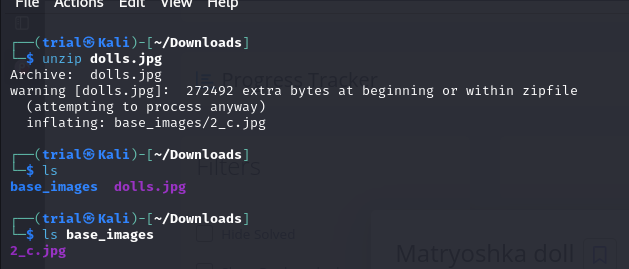 File Actions Edit View Help
┌──(trial㉿Kali)-[~/Downloads]
└─$ unzip dolls.jpg
Archive:  dolls.jpg
warning [dolls.jpg]:  272492 extra bytes at beginning or within zipfile
  (attempting to process anyway)
  inflating: base_images/2_c.jpg
Progress Tracker
┌──(trial㉿Kali)-[~/Downloads]
└─$ ls
base_images  dolls.jpg
Filters
┌──(trial㉿Kali)-[~/Downloads]
└─$ ls base_images
2_c.jpg
Hide Solved
Matryoshka doll